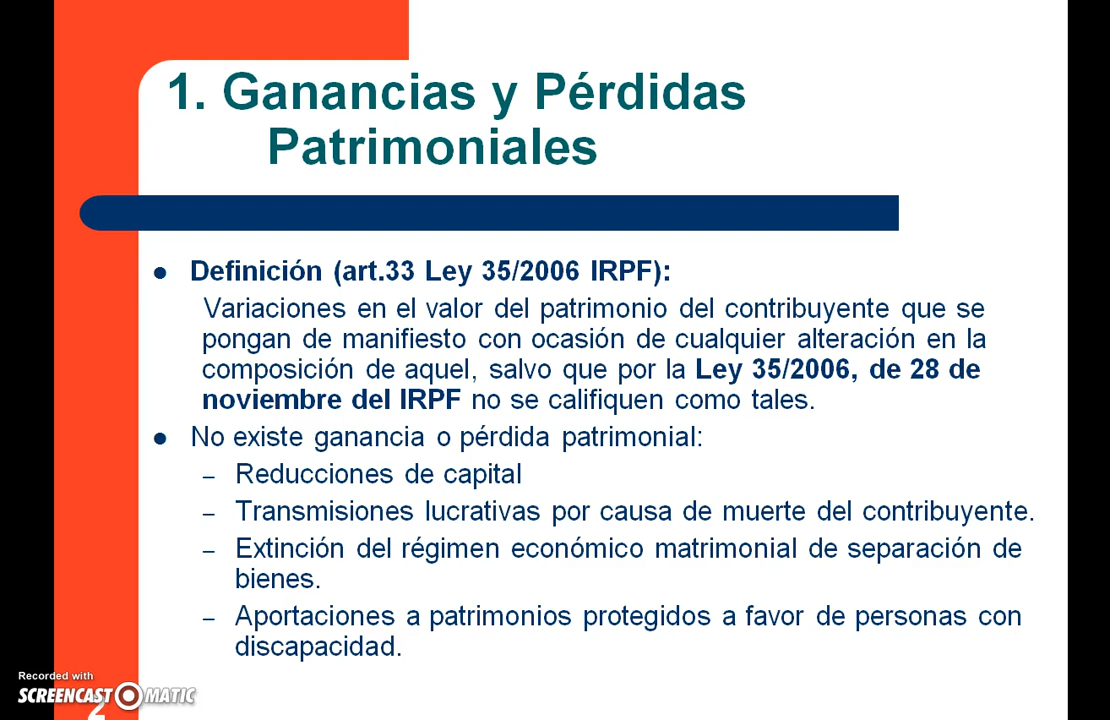 1. Ganancias y Pérdidas
Patrimoniales
● Definición (art.33 Ley 35/2006 IRPF):
Variaciones en el valor del patrimonio del contribuyente que se
pongan de manifiesto con ocasión de cualquier alteración en la
composición de aquel, salvo que por la Ley 35/2006, de 28 de
noviembre del IRPF no se califiquen como tales.
● No existe ganancia o pérdida patrimonial:
– Reducciones de capital
– Transmisiones lucrativas por causa de muerte del contribuyente.
– Extinción del régimen económico matrimonial de separación de
bienes.
– Aportaciones a patrimonios protegidos a favor de personas con
discapacidad.
Recorded with
SCREENCAST O MATIC
2